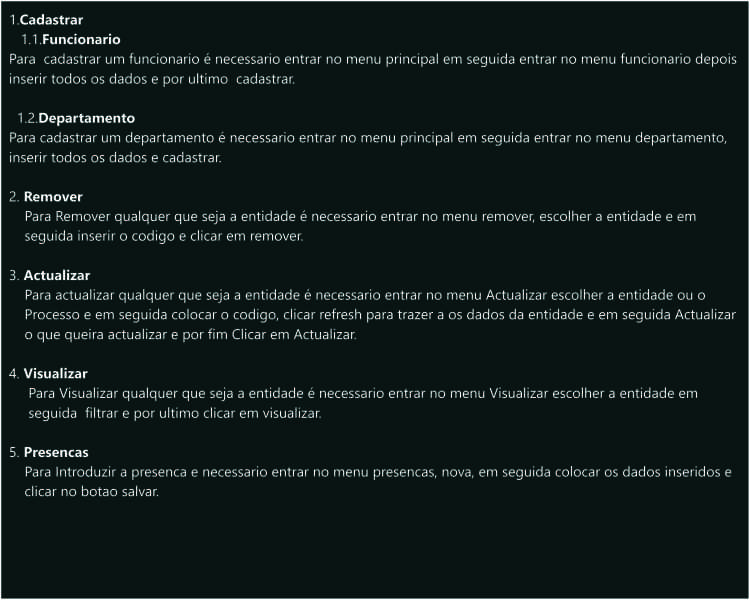 1.Cadastrar
1.1.Funcionario
Para  cadastrar um funcionario é necessario entrar no menu principal em seguida entrar no menu funcionario depois
inserir todos os dados e por ultimo  cadastrar.
1.2.Departamento
Para cadastrar um departamento é necessario entrar no menu principal em seguida entrar no menu departamento,
inserir todos os dados e cadastrar.
2. Remover
Para Remover qualquer que seja a entidade é necessario entrar no menu remover, escolher a entidade e em
seguida inserir o codigo e clicar em remover.
3. Actualizar
Para actualizar qualquer que seja a entidade é necessario entrar no menu Actualizar escolher a entidade ou o
Processo e em seguida colocar o codigo, clicar refresh para trazer a os dados da entidade e em seguida Actualizar
o que queira actualizar e por fim Clicar em Actualizar.
4. Visualizar
Para Visualizar qualquer que seja a entidade é necessario entrar no menu Visualizar escolher a entidade em
seguida  filtrar e por ultimo clicar em visualizar.
5. Presencas
Para Introduzir a presenca e necessario entrar no menu presencas, nova, em seguida colocar os dados inseridos e
clicar no botao salvar.